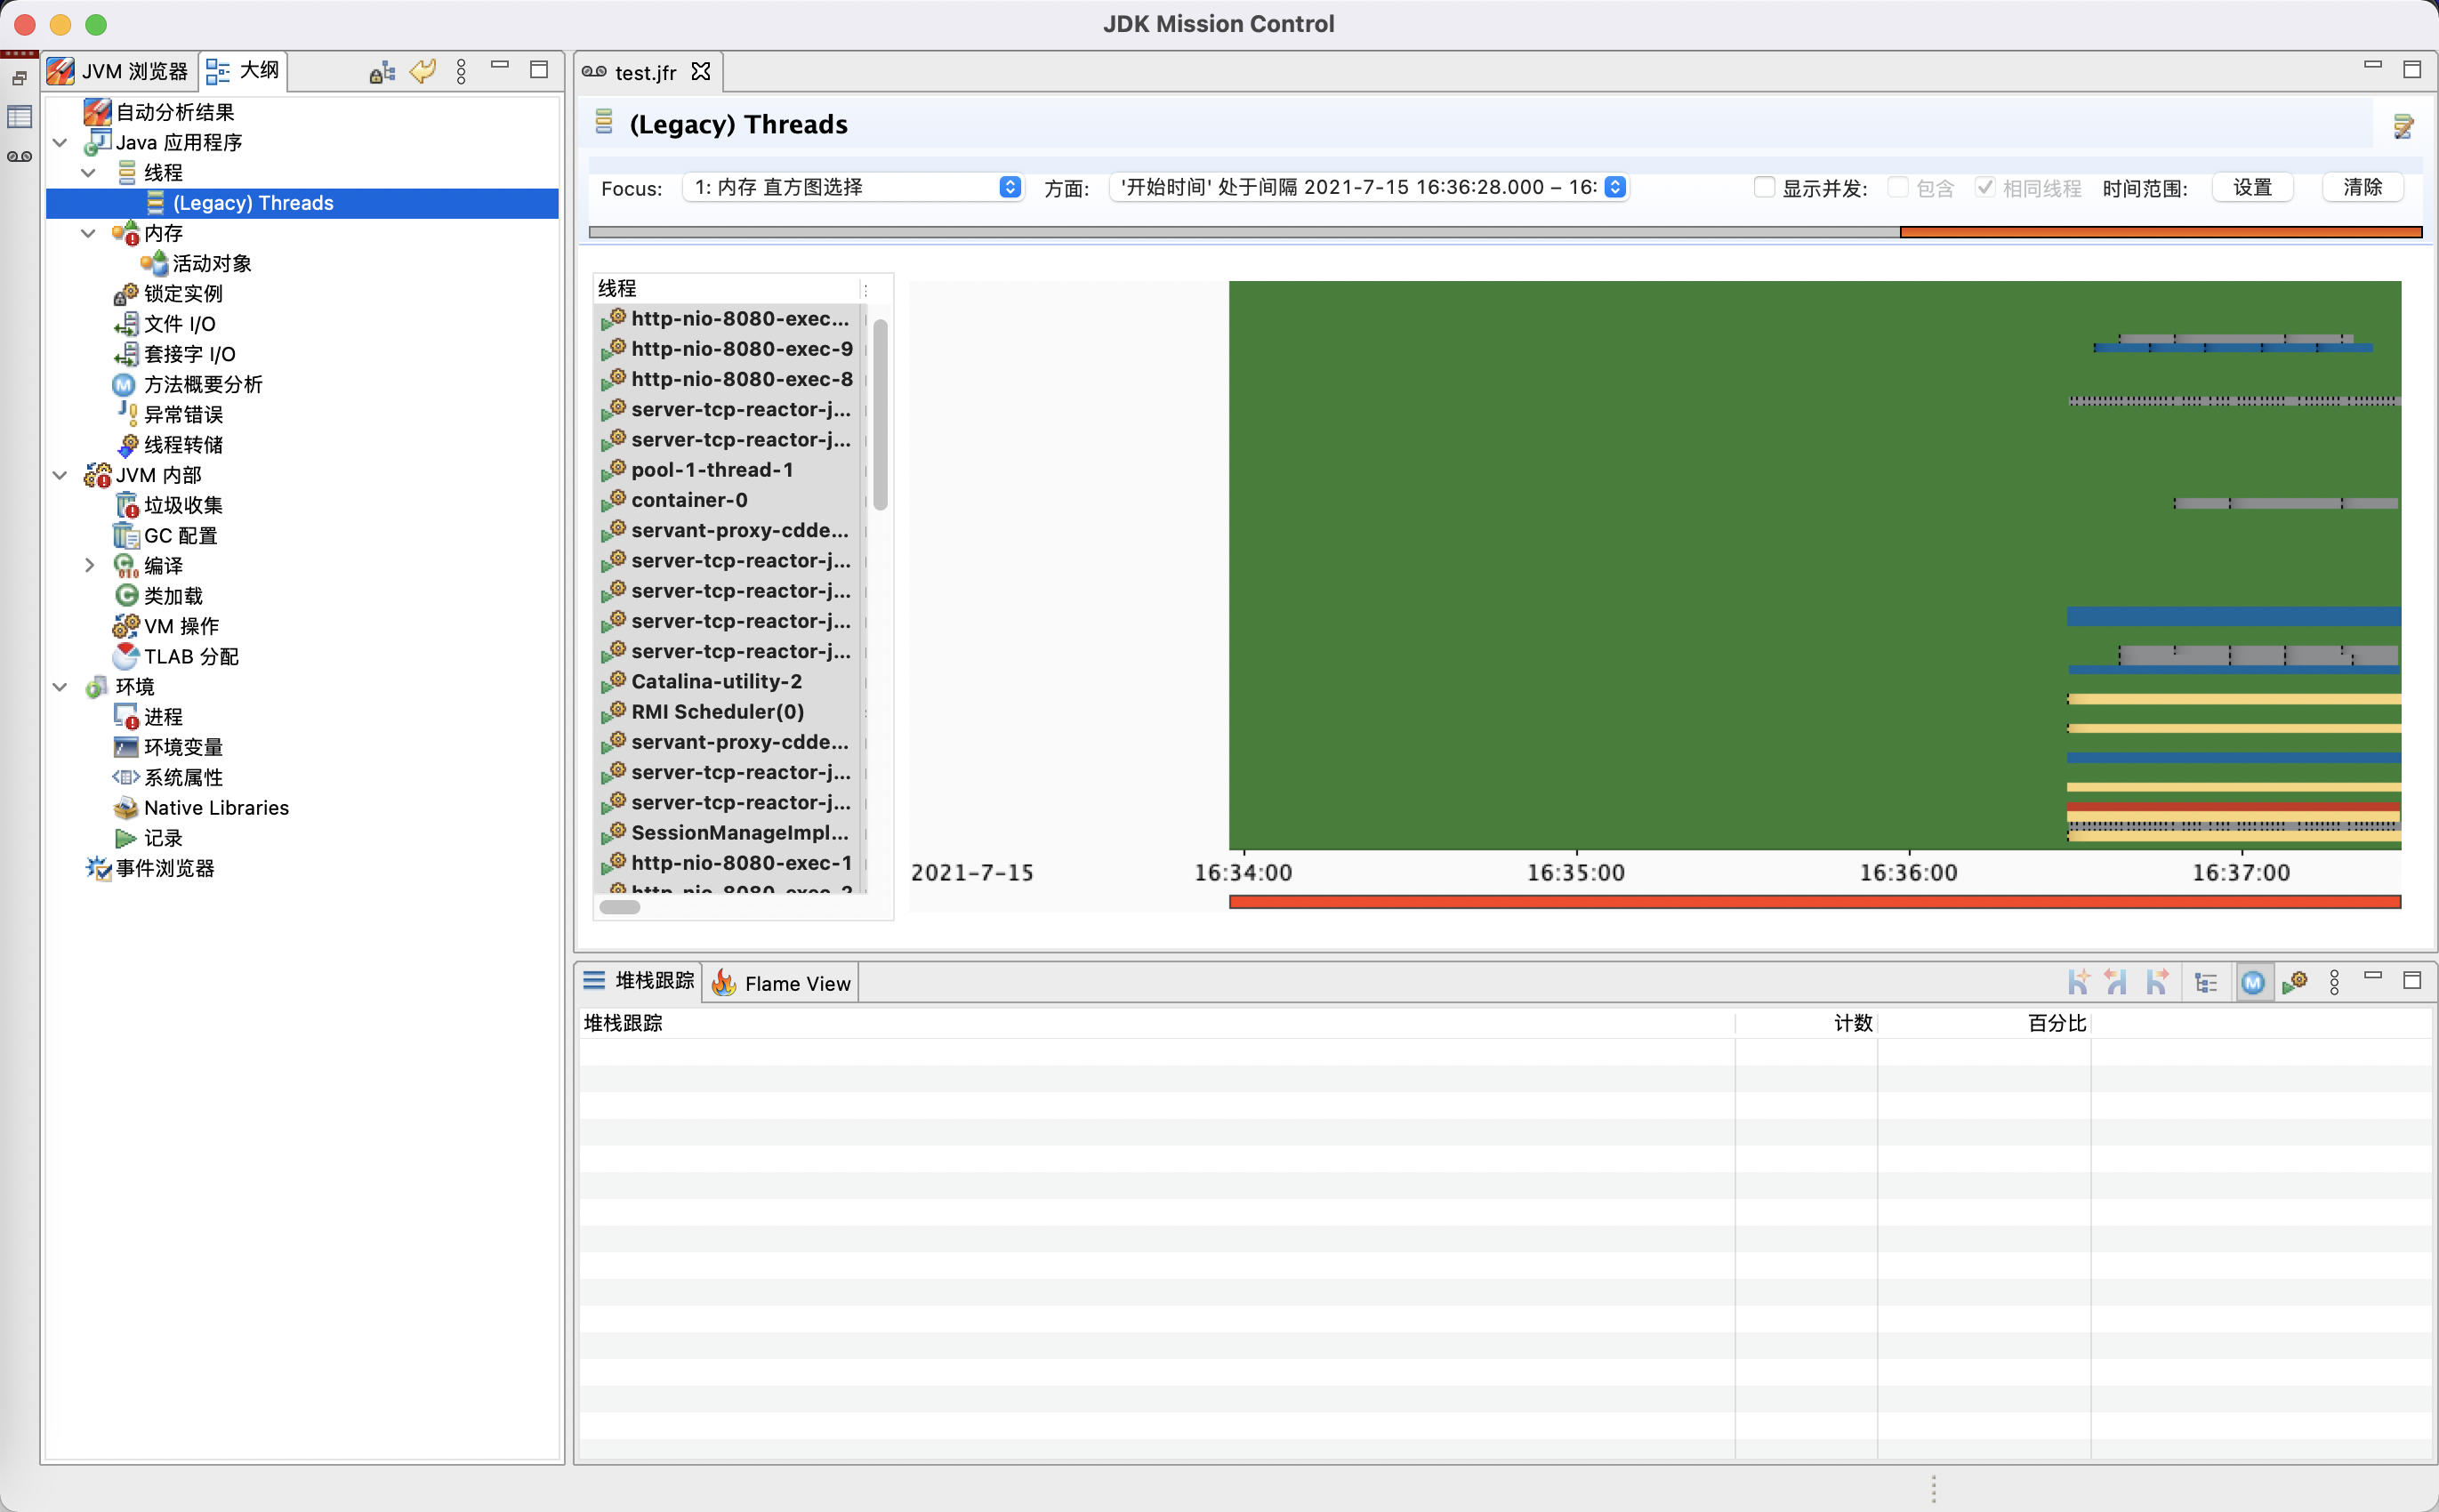 JDK Mission Control
JVM 浏览器
大纲
自动分析结果
Java 应用程序
线程
(Legacy) Threads
内存
活动对象
锁定实例
文件 I/O
套接字 I/O
方法概要分析
异常错误
线程转储
JVM 内部
垃圾收集
GC 配置
编译
类加载
VM 操作
TLAB 分配
环境
进程
环境变量
系统属性
Native Libraries
记录
事件浏览器
test.jfr
(Legacy) Threads
Focus: 1: 内存 直方图选择 方面: '开始时间' 处于间隔 2021-7-15 16:36:28.000 – 16: 显示并发: 包含 相同线程 时间范围: 设置 清除
线程
http-nio-8080-exec...
http-nio-8080-exec-9
http-nio-8080-exec-8
server-tcp-reactor-j...
server-tcp-reactor-j...
pool-1-thread-1
container-0
servant-proxy-cdde...
server-tcp-reactor-j...
server-tcp-reactor-j...
server-tcp-reactor-j...
server-tcp-reactor-j...
Catalina-utility-2
RMI Scheduler(0)
servant-proxy-cdde...
server-tcp-reactor-j...
server-tcp-reactor-j...
SessionManageImpl...
http-nio-8080-exec-1
http-nio-8080-exec-2
2021-7-15 16:34:00 16:35:00 16:36:00 16:37:00
堆栈跟踪
Flame View
堆栈跟踪 计数 百分比